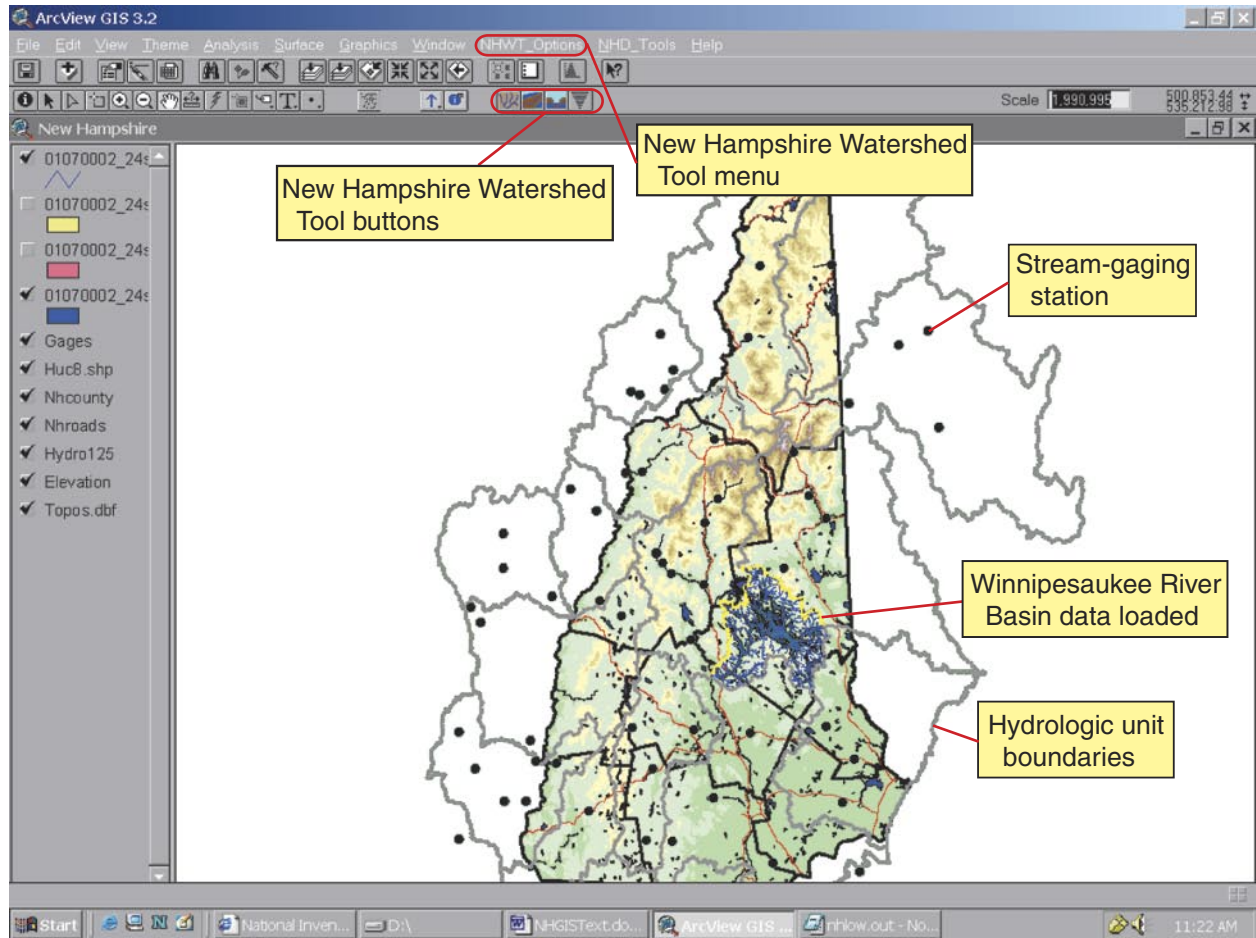 ArcView GIS 3.2
File Edit View Theme Analysis Surface Graphics Window NHWT_Options NHD_Tools Help
Scale 1,990,995
500,853.44
535,212.98
New Hampshire
01070002_24s
01070002_24s
01070002_24s
01070002_24s
Gages
Huc8.shp
Nhcounty
Nhroads
Hydro125
Elevation
Topos.dbf
New Hampshire Watershed
Tool buttons
New Hampshire Watershed
Tool menu
Stream-gaging
station
Winnipesaukee River
Basin data loaded
Hydrologic unit
boundaries
Start National Inven... D:\ NHGISText.do... ArcView GIS ... nhlow.out - No... 11:22 AM